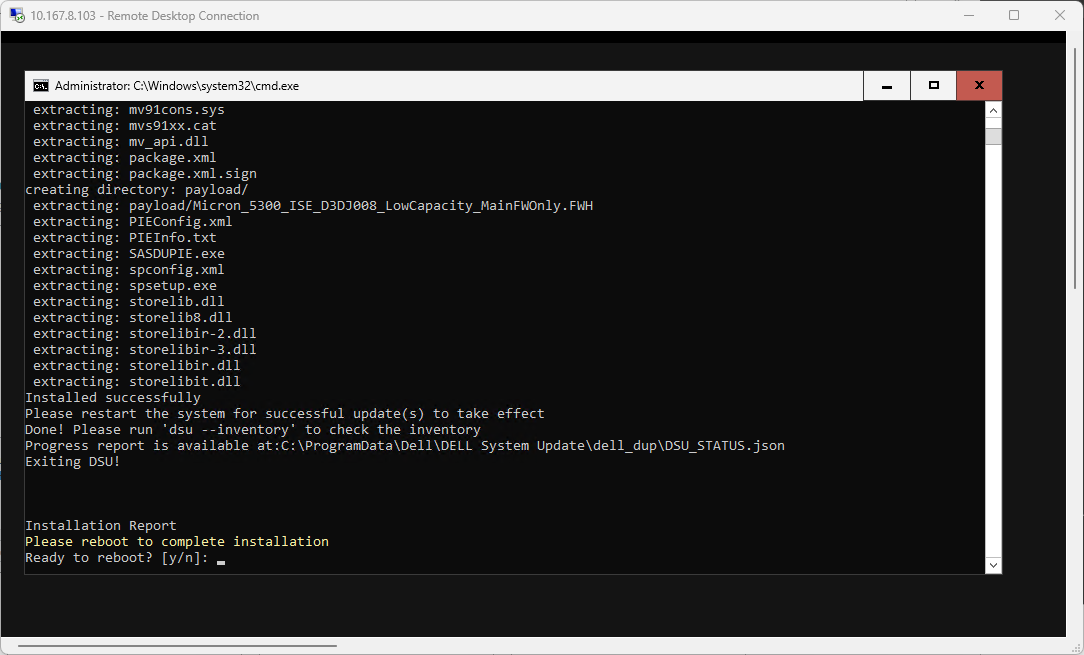 10.167.8.103 - Remote Desktop Connection
Administrator: C:\Windows\system32\cmd.exe
extracting: mv91cons.sys
extracting: mvs91xx.cat
extracting: mv_api.dll
extracting: package.xml
extracting: package.xml.sign
creating directory: payload/
extracting: payload/Micron_5300_ISE_D3DJ008_LowCapacity_MainFWOnly.FWH
extracting: PIEConfig.xml
extracting: PIEInfo.txt
extracting: SASDUPIE.exe
extracting: spconfig.xml
extracting: spsetup.exe
extracting: storelib.dll
extracting: storelib8.dll
extracting: storelibir-2.dll
extracting: storelibir-3.dll
extracting: storelibir.dll
extracting: storelibit.dll
Installed successfully
Please restart the system for successful update(s) to take effect
Done! Please run 'dsu --inventory' to check the inventory
Progress report is available at:C:\ProgramData\Dell\DELL System Update\dell_dup\DSU_STATUS.json
Exiting DSU!
Installation Report
Please reboot to complete installation
Ready to reboot? [y/n]: